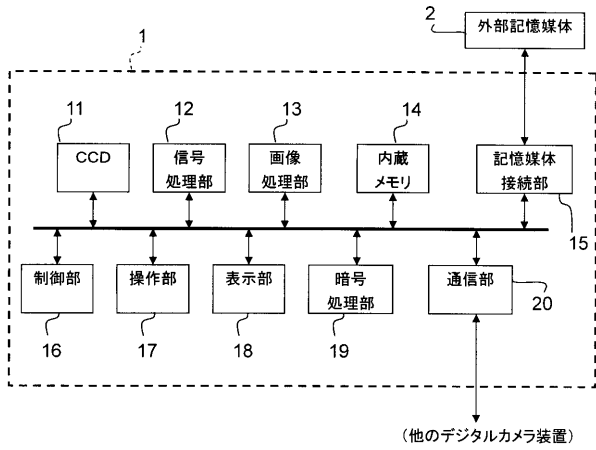 2
外部記憶媒体
1
11
12
13
14
CCD
信号
処理部
画像
処理部
内蔵
メモリ
記憶媒体
接続部
15
制御部
操作部
表示部
暗号
処理部
通信部
16
17
18
19
20
(他のデジタルカメラ装置)